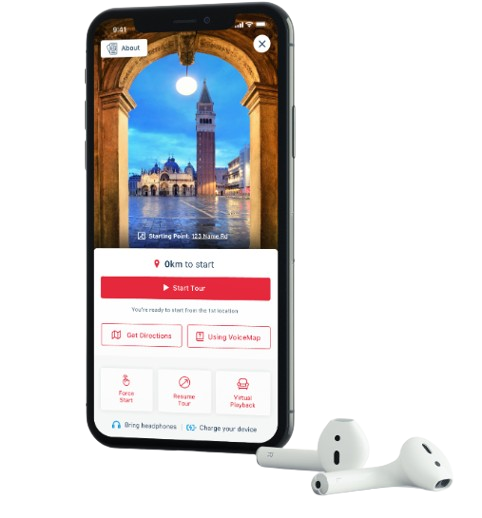 9:41
About
Starting Point: 123 Name Rd
0km to start
Start Tour
You're ready to start from the 1st location
Get Directions
Using VoiceMap
Force
Start
Resume
Tour
Virtual
Playback
Bring headphones | Charge your device